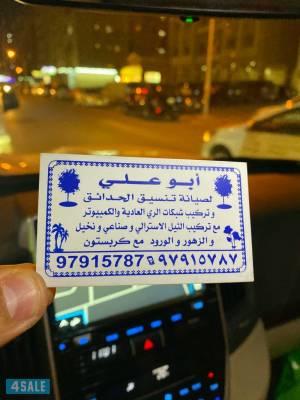 أبو علي
لصيانة تنسيق الحدائق
و تركيب شبكات الري العادية والكمبيوتر
مع تركيب الثيل الاسترالي و صناعي و نخيل
و الزهور و الورود مع كربستون
97915787 ٩٧٩١٥٧٨٧
4SALE